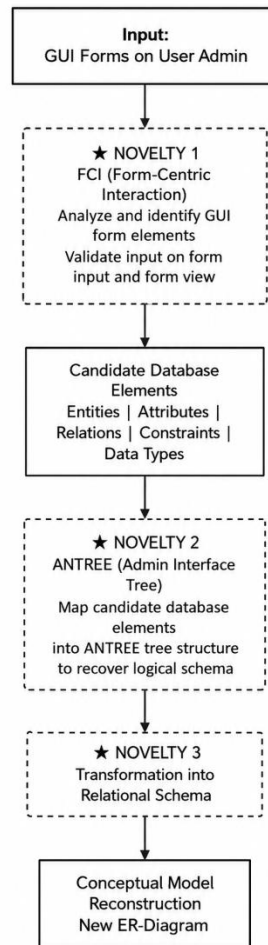 Input:
GUI Forms on User Admin
★ NOVELTY 1
FCI (Form-Centric
Interaction)
Analyze and identify GUI
form elements
Validate input on form
input and form view
Candidate Database
Elements
Entities | Attributes |
Relations | Constraints |
Data Types
★ NOVELTY 2
ANTREE (Admin Interface
Tree)
Map candidate database
elements
into ANTREE tree structure
to recover logical schema
★ NOVELTY 3
Transformation into
Relational Schema
Conceptual Model
Reconstruction
New ER-Diagram